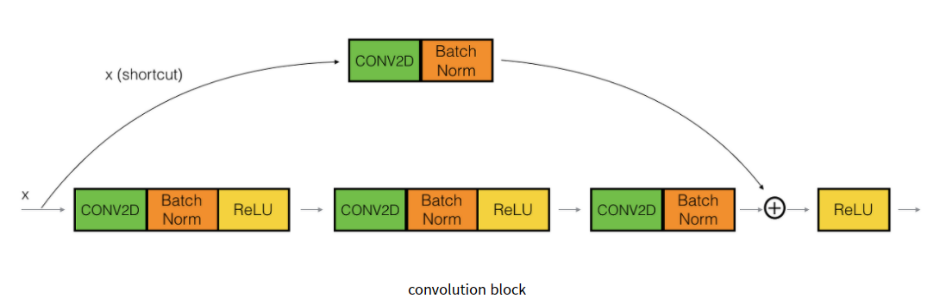 CONV2D
Batch
Norm
x (shortcut)
x
CONV2D
Batch
Norm
ReLU
CONV2D
Batch
Norm
ReLU
CONV2D
Batch
Norm
ReLU
convolution block